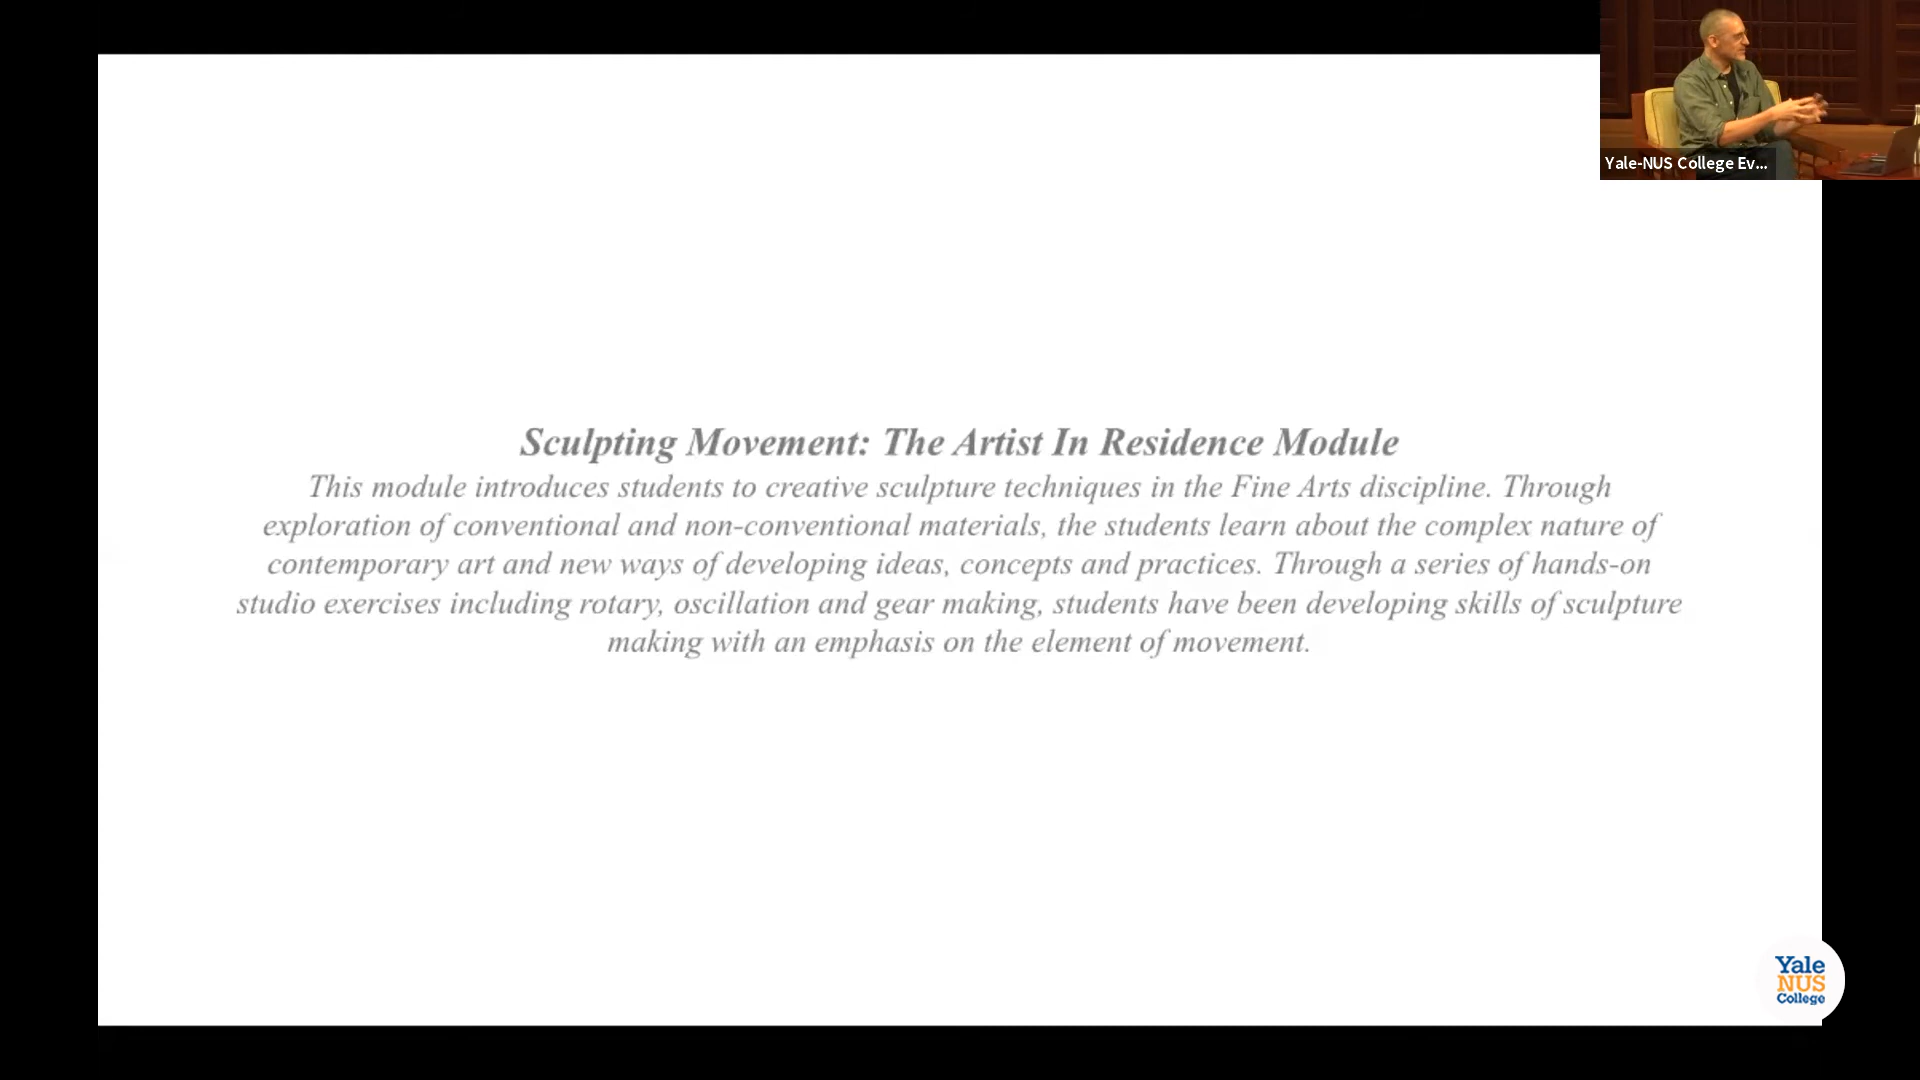 Yale-NUS College Ev...
Sculpting Movement: The Artist In Residence Module
This module introduces students to creative sculpture techniques in the Fine Arts discipline. Through
exploration of conventional and non-conventional materials, the students learn about the complex nature of
contemporary art and new ways of developing ideas, concepts and practices. Through a series of hands-on
studio exercises including rotary, oscillation and gear making, students have been developing skills of sculpture
making with an emphasis on the element of movement.
Yale
NUS
College